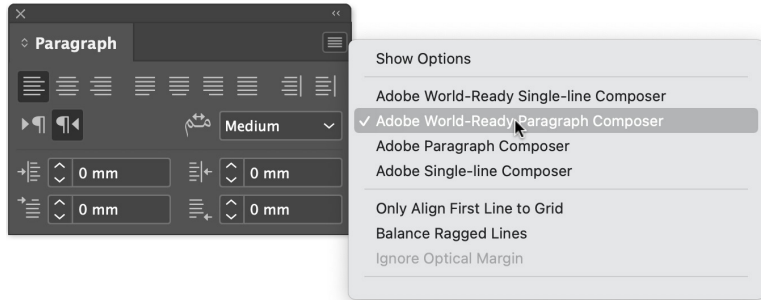 Paragraph
Medium
0 mm
0 mm
0 mm
0 mm
Show Options
Adobe World-Ready Single-line Composer
✓ Adobe World-Ready Paragraph Composer
Adobe Paragraph Composer
Adobe Single-line Composer
Only Align First Line to Grid
Balance Ragged Lines
Ignore Optical Margin